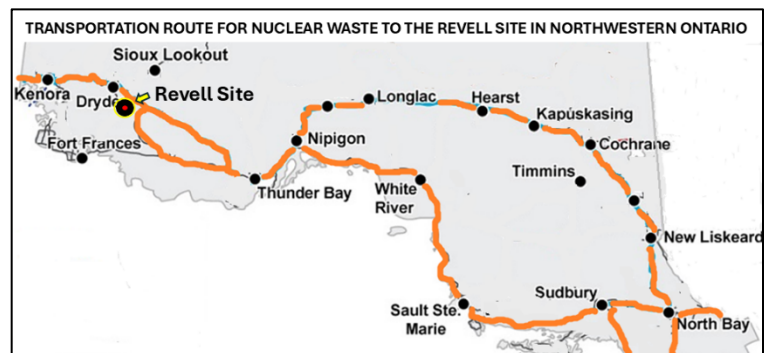 TRANSPORTATION ROUTE FOR NUCLEAR WASTE TO THE REVELL SITE IN NORTHWESTERN ONTARIO
Sioux Lookout
Kenora
Revell Site
Longlac
Hearst
Kapuskasing
Fort Frances
Nipigon
Cochrane
Timmins
Thunder Bay
White
River
New Liskeard
Sudbury
Sault Ste.
Marie
North Bay